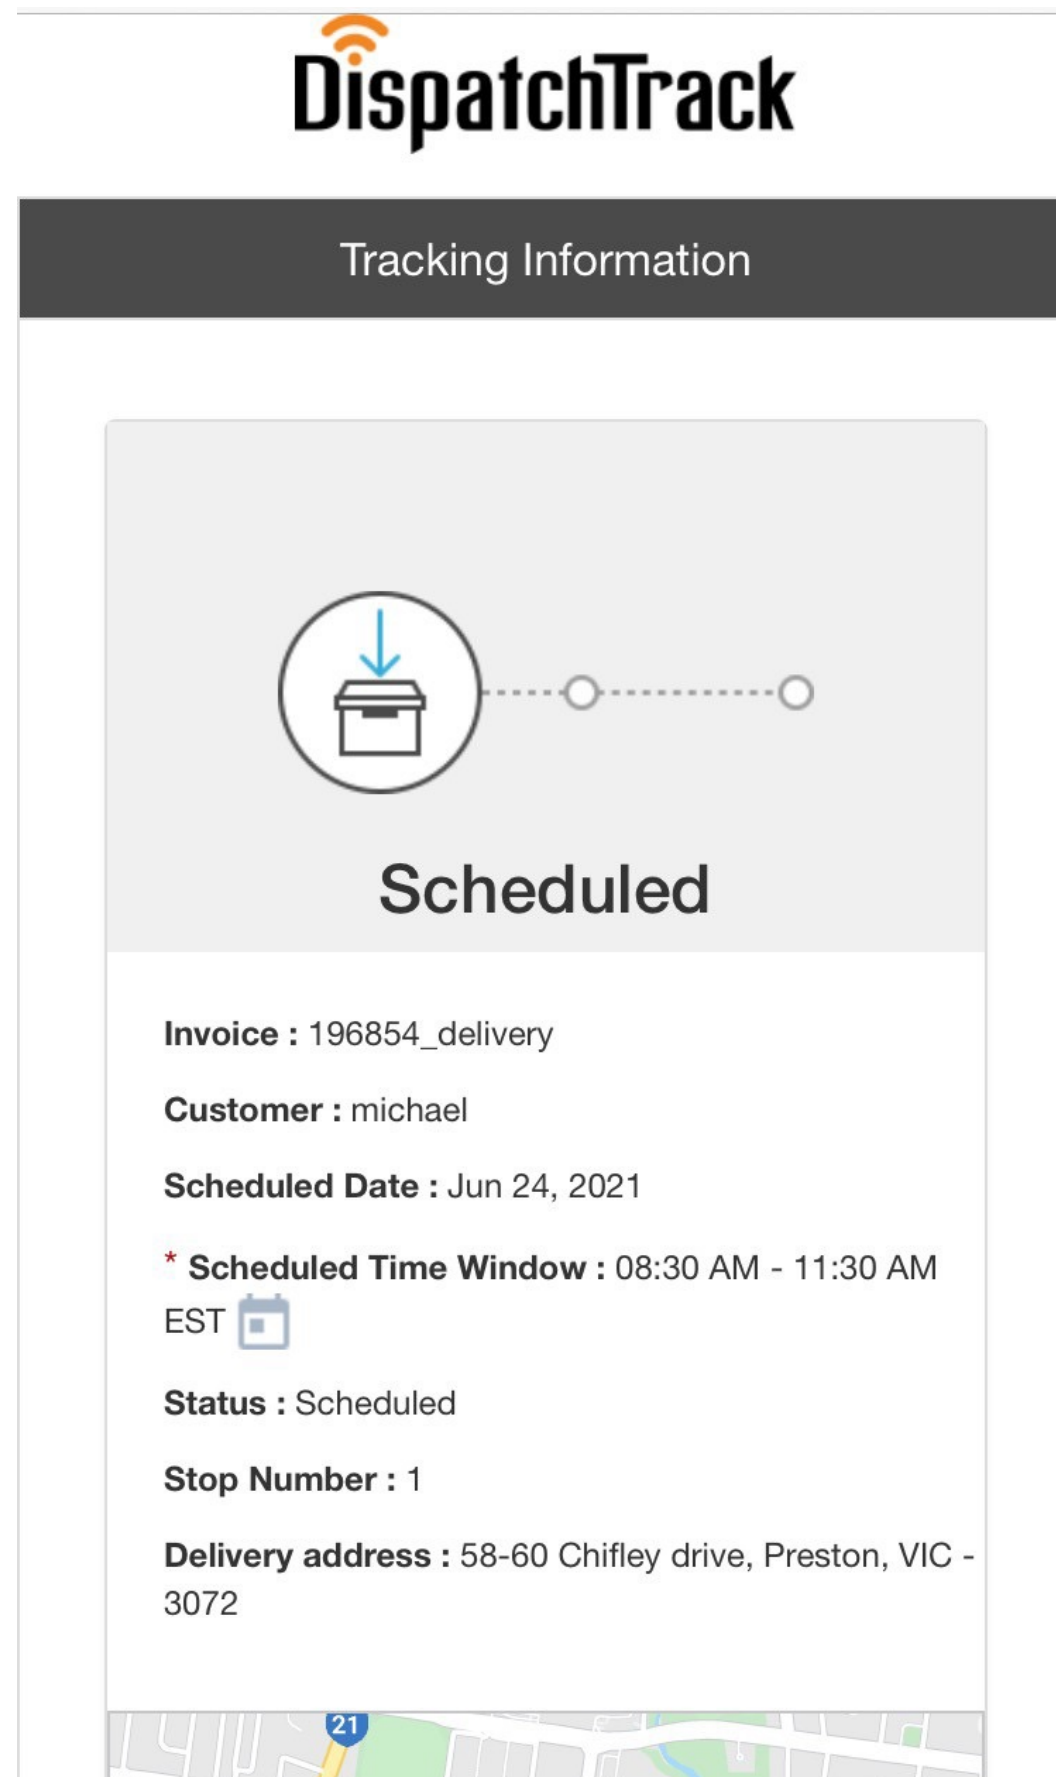 DispatchTrack
Tracking Information
Scheduled
Invoice : 196854_delivery
Customer : michael
Scheduled Date : Jun 24, 2021
* Scheduled Time Window : 08:30 AM - 11:30 AM
EST
Status : Scheduled
Stop Number : 1
Delivery address : 58-60 Chifley drive, Preston, VIC -
3072
21